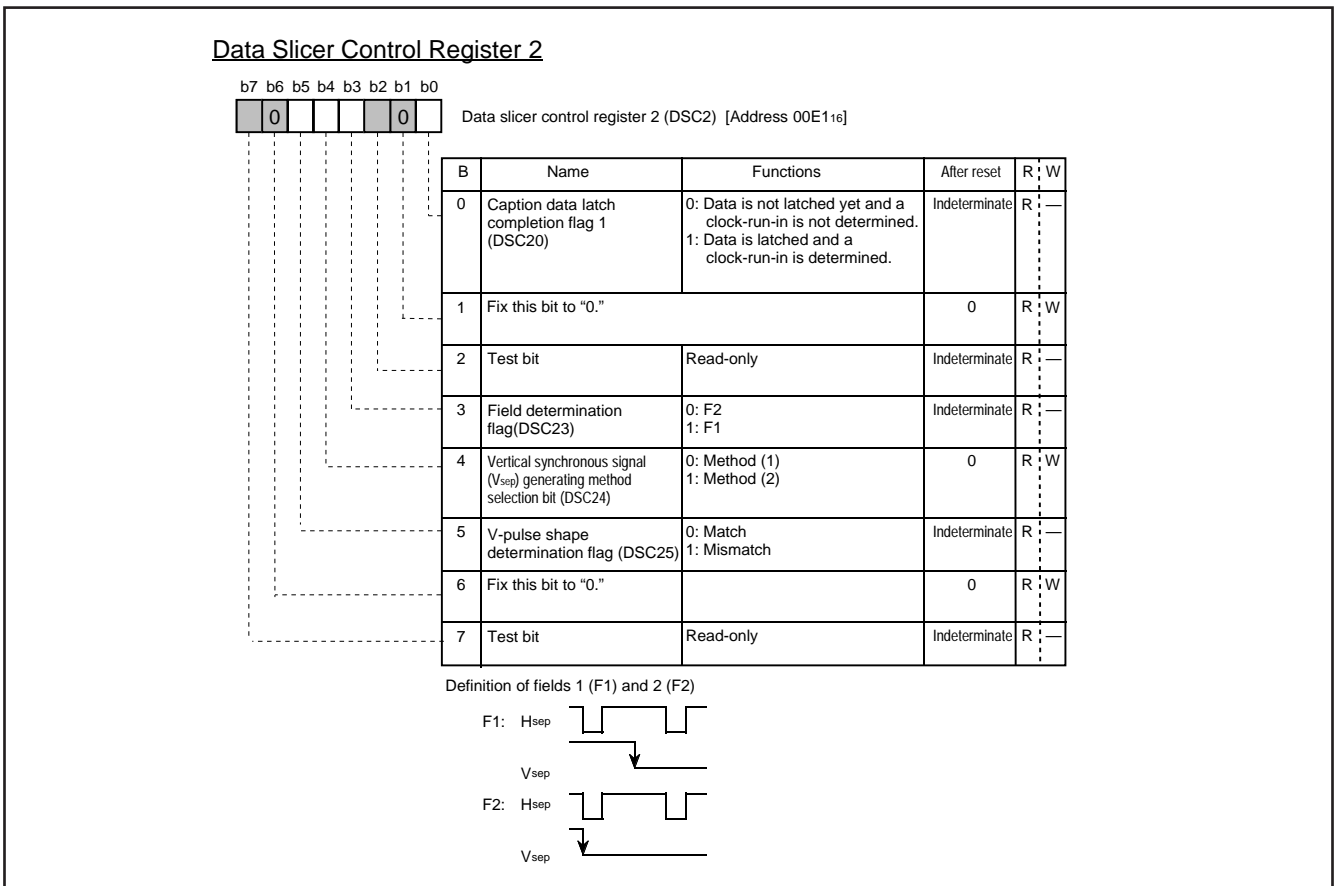 Data Slicer Control Register 2
b7 b6 b5 b4 b3 b2 b1 b0
0 0
Data slicer control register 2 (DSC2) [Address 00E116]
B Name Functions After reset R W
0 Caption data latch completion flag 1 (DSC20) 0: Data is not latched yet and a clock-run-in is not determined. 1: Data is latched and a clock-run-in is determined. Indeterminate R —
1 Fix this bit to “0.” 0 R W
2 Test bit Read-only Indeterminate R —
3 Field determination flag(DSC23) 0: F2 1: F1 Indeterminate R —
4 Vertical synchronous signal (Vsep) generating method selection bit (DSC24) 0: Method (1) 1: Method (2) 0 R W
5 V-pulse shape determination flag (DSC25) 0: Match 1: Mismatch Indeterminate R —
6 Fix this bit to “0.” 0 R W
7 Test bit Read-only Indeterminate R —
Definition of fields 1 (F1) and 2 (F2)
F1: Hsep
Vsep
F2: Hsep
Vsep